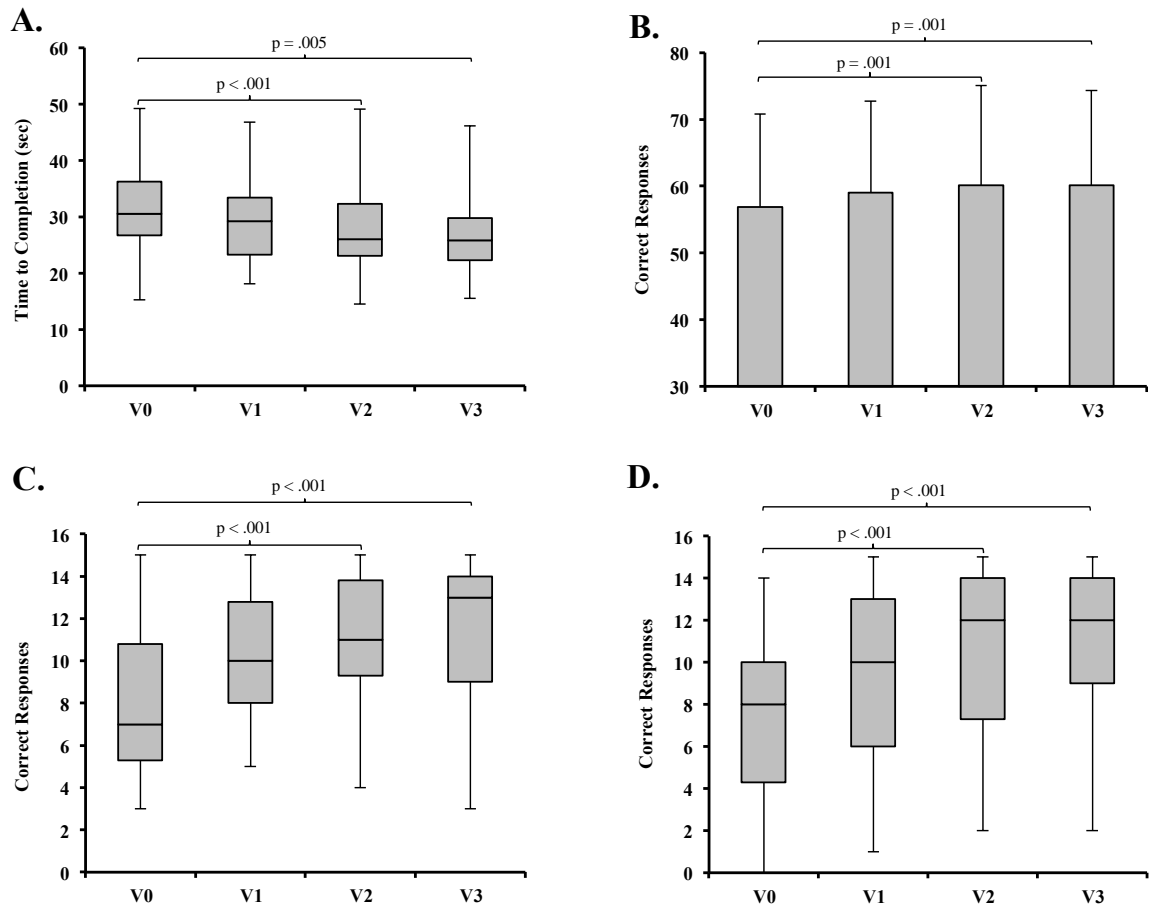 A.
p = .005
p < .001
Time to Completion (sec)
60
50
40
30
20
10
0
V0 V1 V2 V3
B.
p = .001
p = .001
Correct Responses
80
70
60
50
40
30
V0 V1 V2 V3
C.
p < .001
p < .001
Correct Responses
16
14
12
10
8
6
4
2
0
V0 V1 V2 V3
D.
p < .001
p < .001
Correct Responses
16
14
12
10
8
6
4
2
0
V0 V1 V2 V3